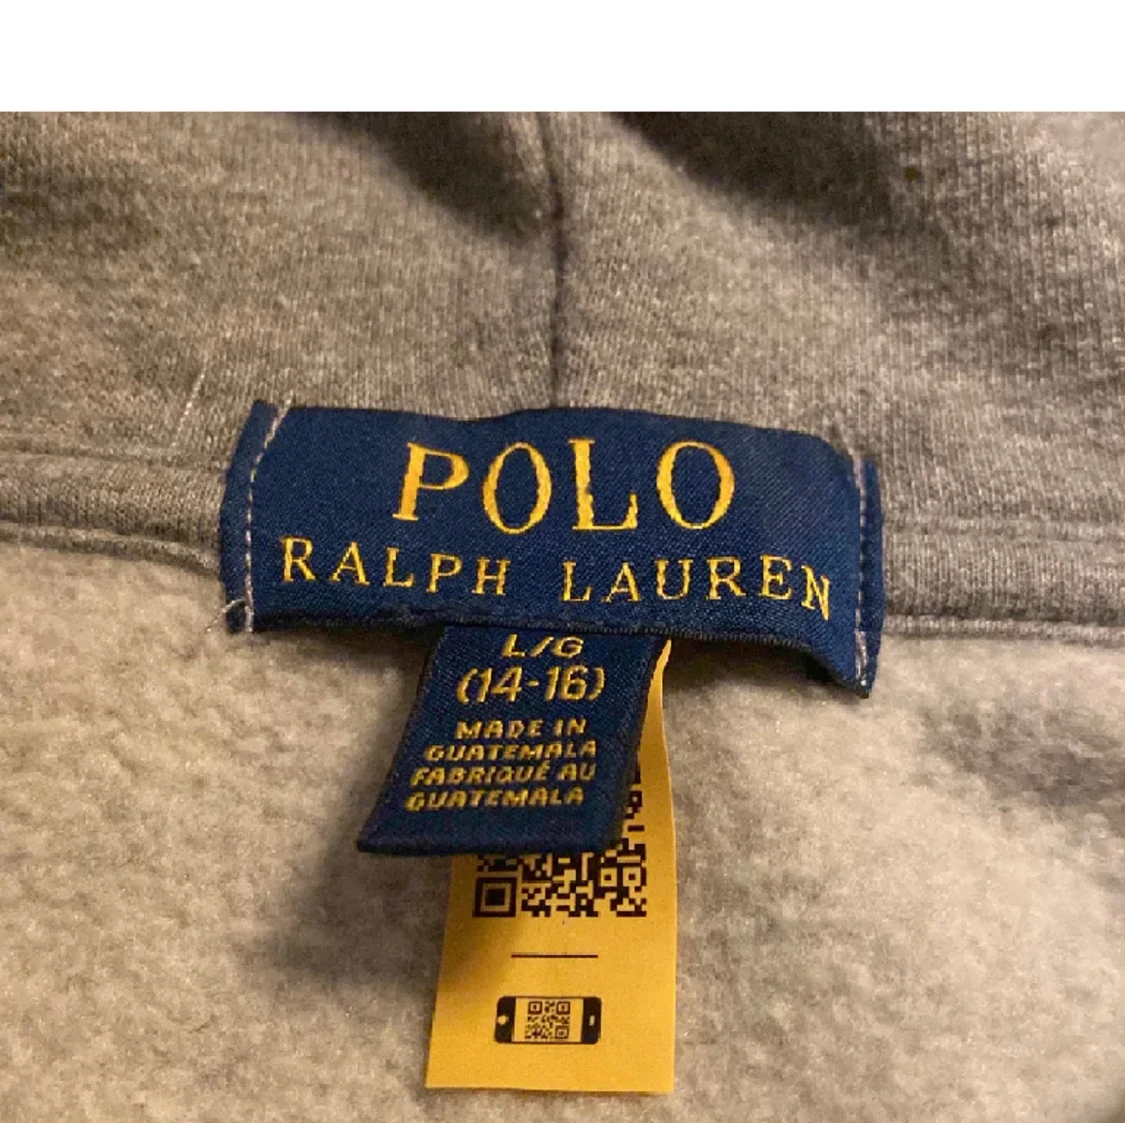 POLO
RALPH LAUREN
L/G
(14-16)
MADE IN
GUATEMALA
FABRIQUÉ AU
GUATEMALA